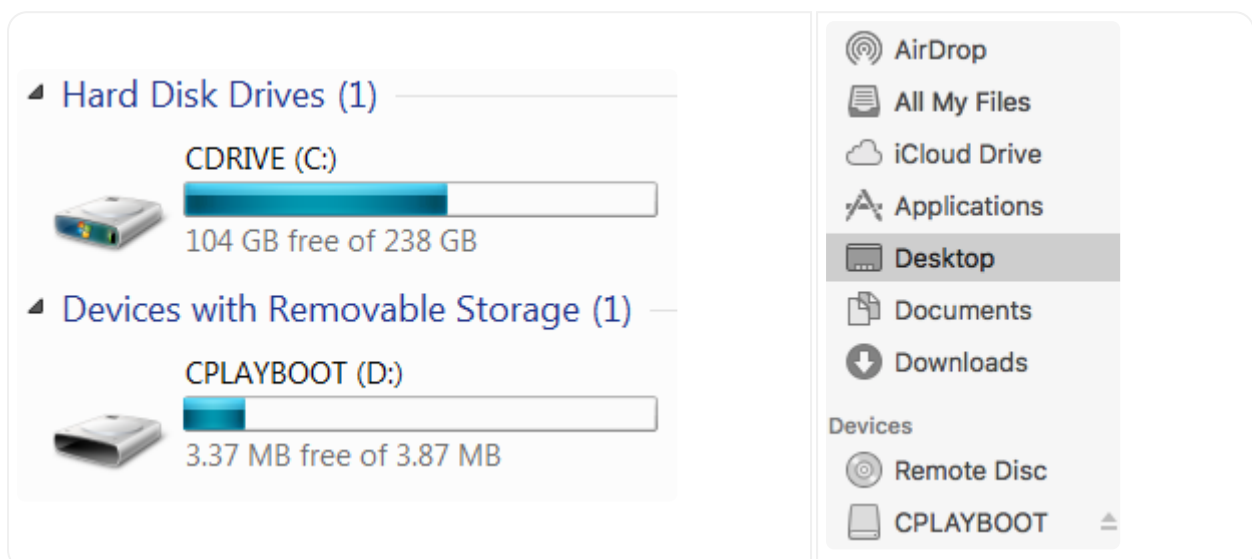 Hard Disk Drives (1)
CDRIVE (C:)
104 GB free of 238 GB
Devices with Removable Storage (1)
CPLAYBOOT (D:)
3.37 MB free of 3.87 MB
AirDrop
All My Files
iCloud Drive
Applications
Desktop
Documents
Downloads
Devices
Remote Disc
CPLAYBOOT